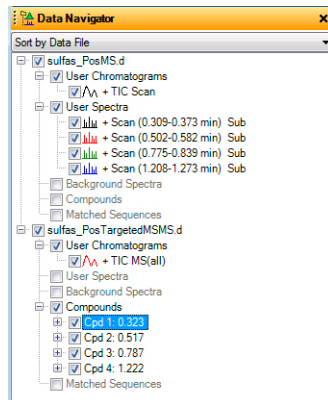 Data Navigator
Sort by Data File
sulfas_PosMS.d
User Chromatograms
+ TIC Scan
User Spectra
+ Scan (0.309-0.373 min) Sub
+ Scan (0.502-0.582 min) Sub
+ Scan (0.775-0.839 min) Sub
+ Scan (1.208-1.273 min) Sub
Background Spectra
Compounds
Matched Sequences
sulfas_PosTargetedMSMS.d
User Chromatograms
+ TIC MS(all)
User Spectra
Background Spectra
Compounds
Cpd 1: 0.323
Cpd 2: 0.517
Cpd 3: 0.787
Cpd 4: 1.222
Matched Sequences